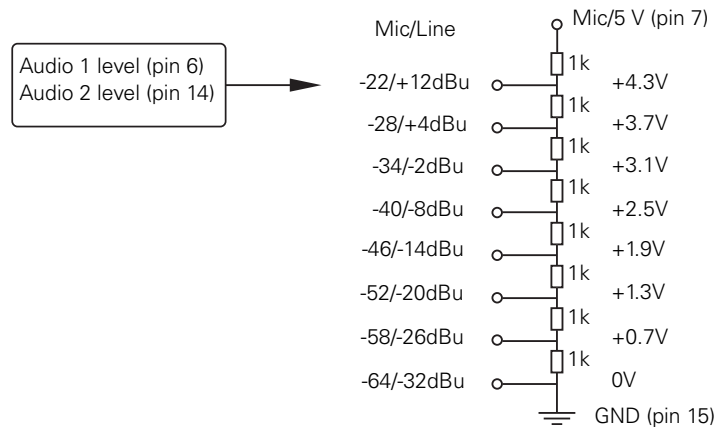 Mic/Line
Mic/5 V (pin 7)
Audio 1 level (pin 6)
Audio 2 level (pin 14)
1k
-22/+12dBu
+4.3V
1k
-28/+4dBu
+3.7V
1k
-34/-2dBu
+3.1V
1k
-40/-8dBu
+2.5V
1k
-46/-14dBu
+1.9V
1k
-52/-20dBu
+1.3V
1k
-58/-26dBu
+0.7V
1k
-64/-32dBu
0V
GND (pin 15)